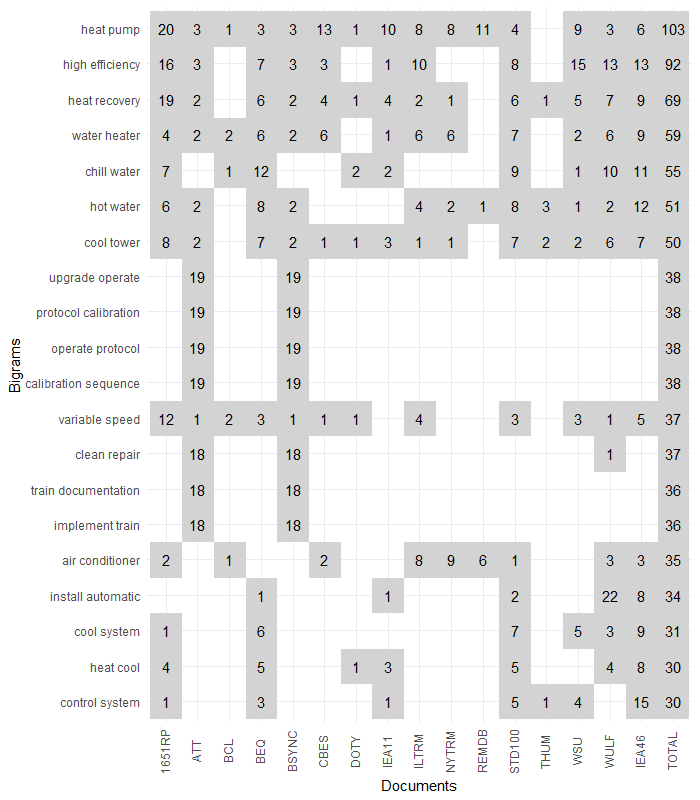 heat pump 20 3 1 3 3 13 1 10 8 8 11 4 9 3 6 103
high efficiency 16 3 7 3 3 1 10 8 15 13 13 92
heat recovery 19 2 6 2 4 1 4 2 1 6 1 5 7 9 69
water heater 4 2 2 6 2 6 1 6 6 7 2 6 9 59
chill water 7 1 12 2 2 9 1 10 11 55
hot water 6 2 8 2 4 2 1 8 3 1 2 12 51
cool tower 8 2 7 2 1 1 3 1 1 7 2 2 6 7 50
upgrade operate 19 19 38
protocol calibration 19 19 38
operate protocol 19 19 38
calibration sequence 19 19 38
variable speed 12 1 2 3 1 1 1 4 3 3 1 5 37
clean repair 18 18 1 37
train documentation 18 18 36
implement train 18 18 36
air conditioner 2 1 2 8 9 6 1 3 3 35
install automatic 1 1 2 22 8 34
cool system 1 6 7 5 3 9 31
heat cool 4 5 1 3 5 4 8 30
control system 1 3 1 5 1 4 15 30
Bigrams
1651RP ATT BCL BEQ BSYNC CBES DOTY IEA11 ILTRM NYTRM REMDB STD100 THUM WSU WULF IEA46 TOTAL
Documents